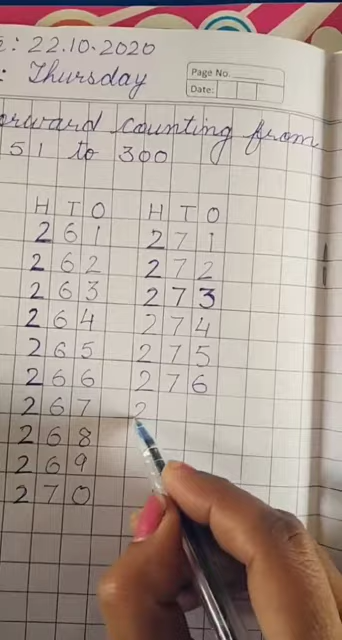 : 22.10.2020
: Thursday
Page No.
Date:
orward counting from
51 to 300
H T O H T O
2 6 1 2 7 1
2 6 2 2 7 2
2 6 3 2 7 3
2 6 4 2 7 4
2 6 5 2 7 5
2 6 6 2 7 6
2 6 7 2
2 6 8
2 6 9
2 7 0